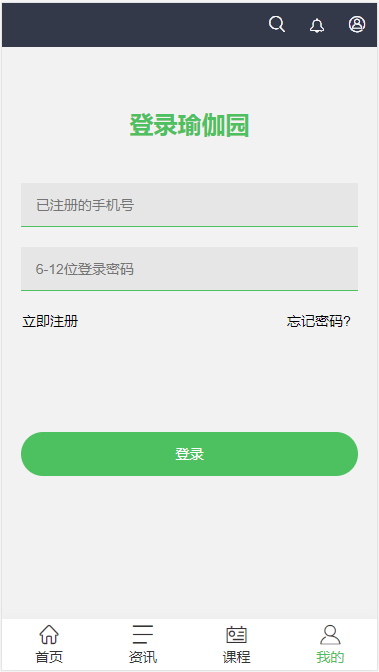 登录瑜伽园
已注册的手机号
6-12位登录密码
立即注册 忘记密码?
登录
首页 资讯 课程 我的